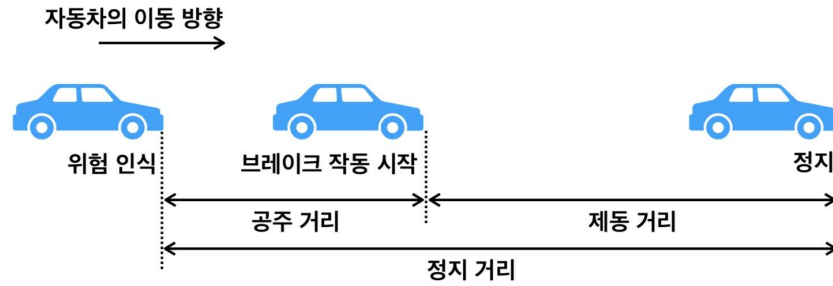 자동차의 이동 방향
위험 인식
브레이크 작동 시작
정지
공주 거리
제동 거리
정지 거리